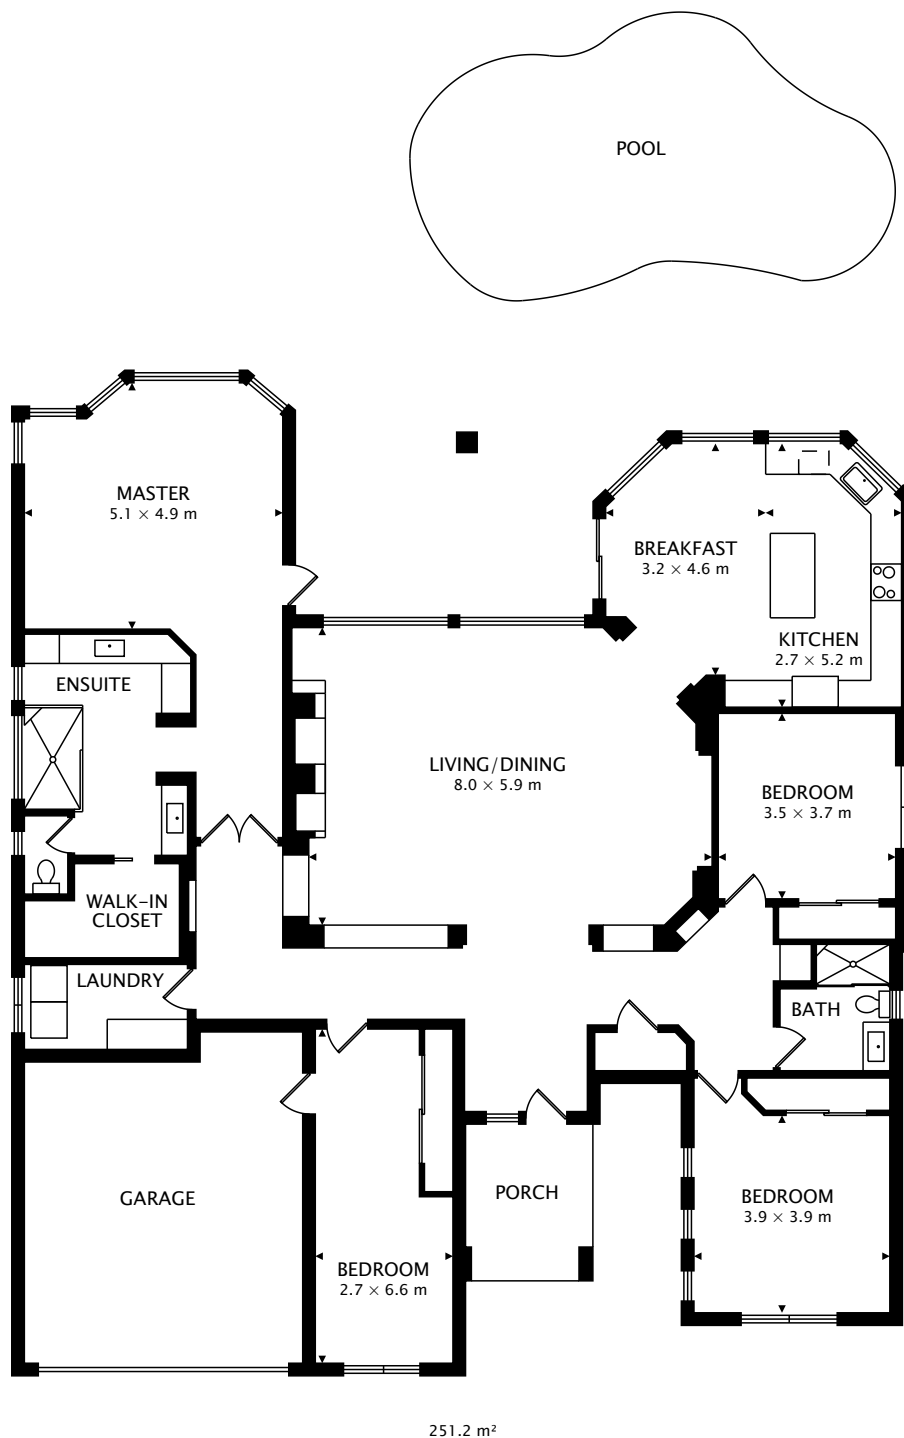 POOL
MASTER
5.1 × 4.9 m
BREAKFAST
3.2 × 4.6 m
KITCHEN
2.7 × 5.2 m
ENSUITE
LIVING/DINING
8.0 × 5.9 m
BEDROOM
3.5 × 3.7 m
WALK-IN
CLOSET
LAUNDRY
BATH
GARAGE
PORCH
BEDROOM
3.9 × 3.9 m
BEDROOM
2.7 × 6.6 m
251.2 m²